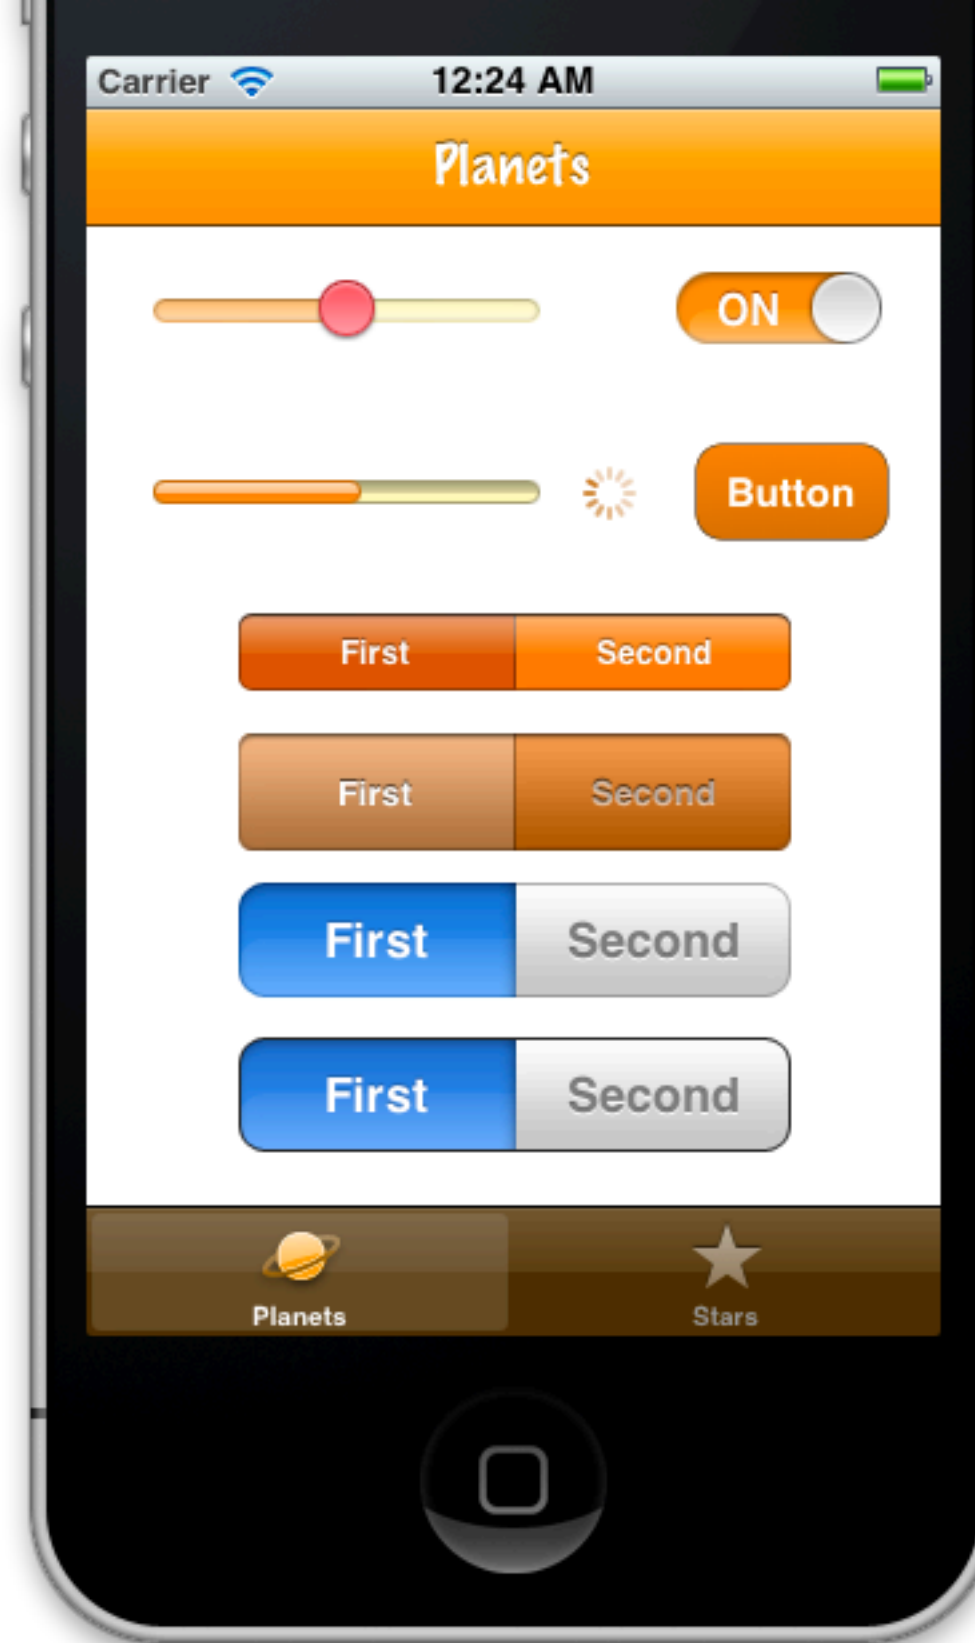 Carrier 12:24 AM
Planets
ON
Button
First Second
First Second
First Second
First Second
Planets Stars